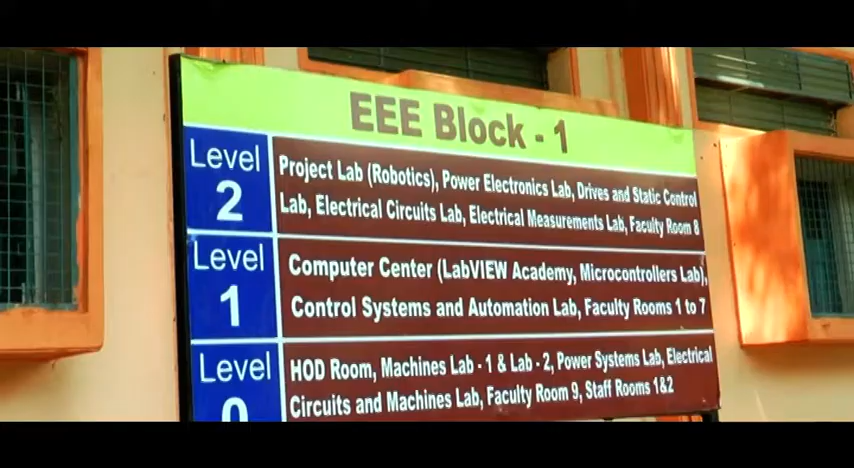 EEE Block - 1
Level 2
Project Lab (Robotics), Power Electronics Lab, Drives and Static Control
Lab, Electrical Circuits Lab, Electrical Measurements Lab, Faculty Room 8
Level 1
Computer Center (LabVIEW Academy, Microcontrollers Lab),
Control Systems and Automation Lab, Faculty Rooms 1 to 7
Level 0
HOD Room, Machines Lab - 1 & Lab - 2, Power Systems Lab, Electrical
Circuits and Machines Lab, Faculty Room 9, Staff Rooms 1&2